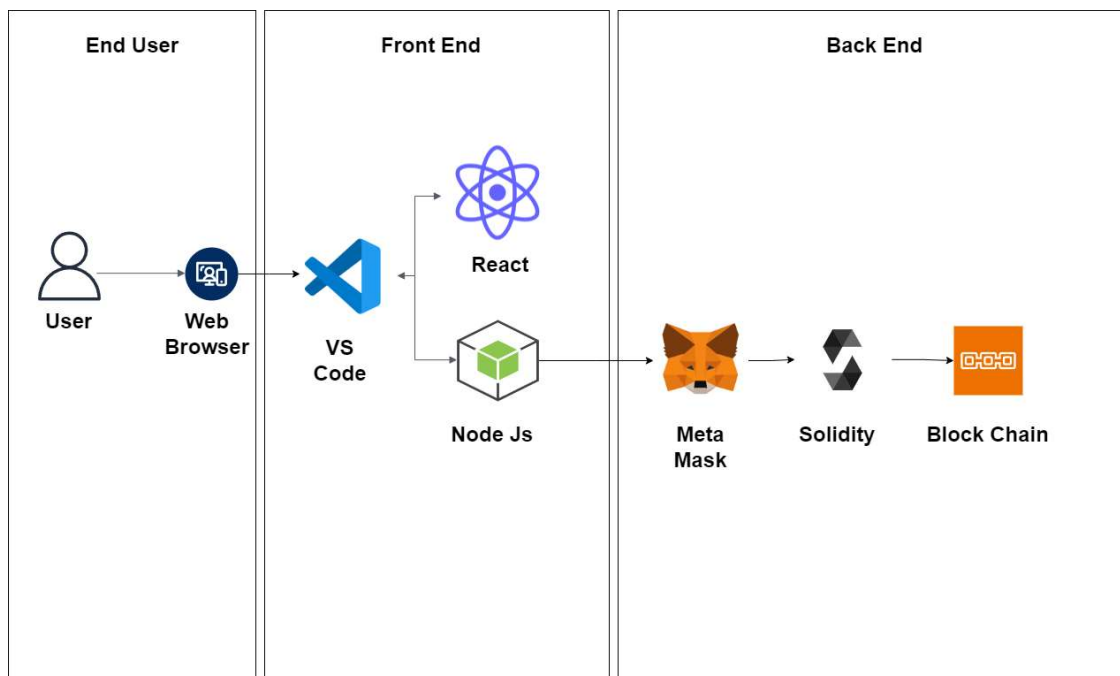 End User
Front End
Back End
React
User
Web
Browser
VS
Code
Node Js
Meta
Mask
Solidity
Block Chain